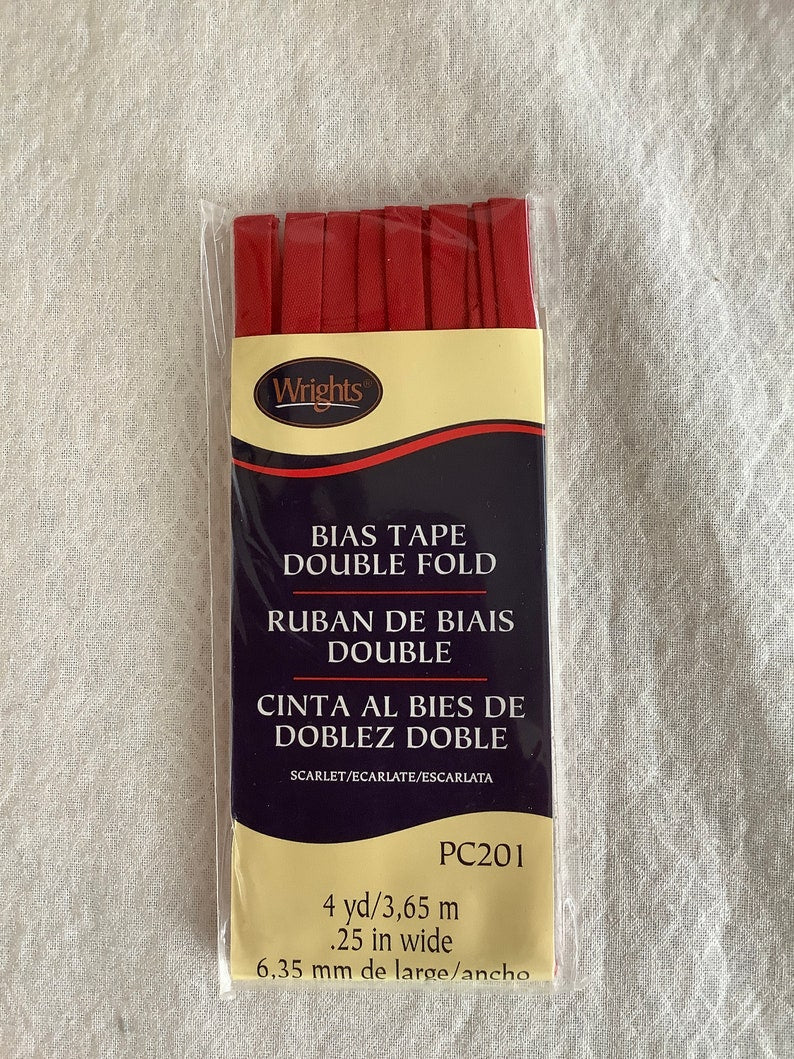 Wrights®
BIAS TAPE
DOUBLE FOLD
RUBAN DE BIAIS
DOUBLE
CINTA AL BIES DE
DOBLEZ DOBLE
SCARLET/ECARLATE/ESCARLATA
PC201
4 yd/3,65 m
.25 in wide
6,35 mm de large/ancho